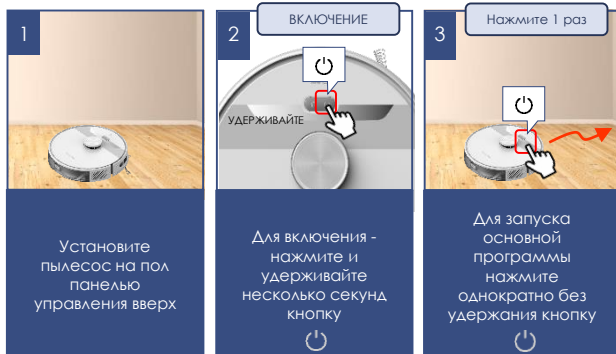 1
Установите
пылесос на пол
панелью
управления вверх
2
ВКЛЮЧЕНИЕ
УДЕРЖИВАЙТЕ
Для включения -
нажмите и
удерживайте
несколько секунд
кнопку
3
Нажмите 1 раз
Для запуска
основной
программы
нажмите
однократно без
удержания кнопку